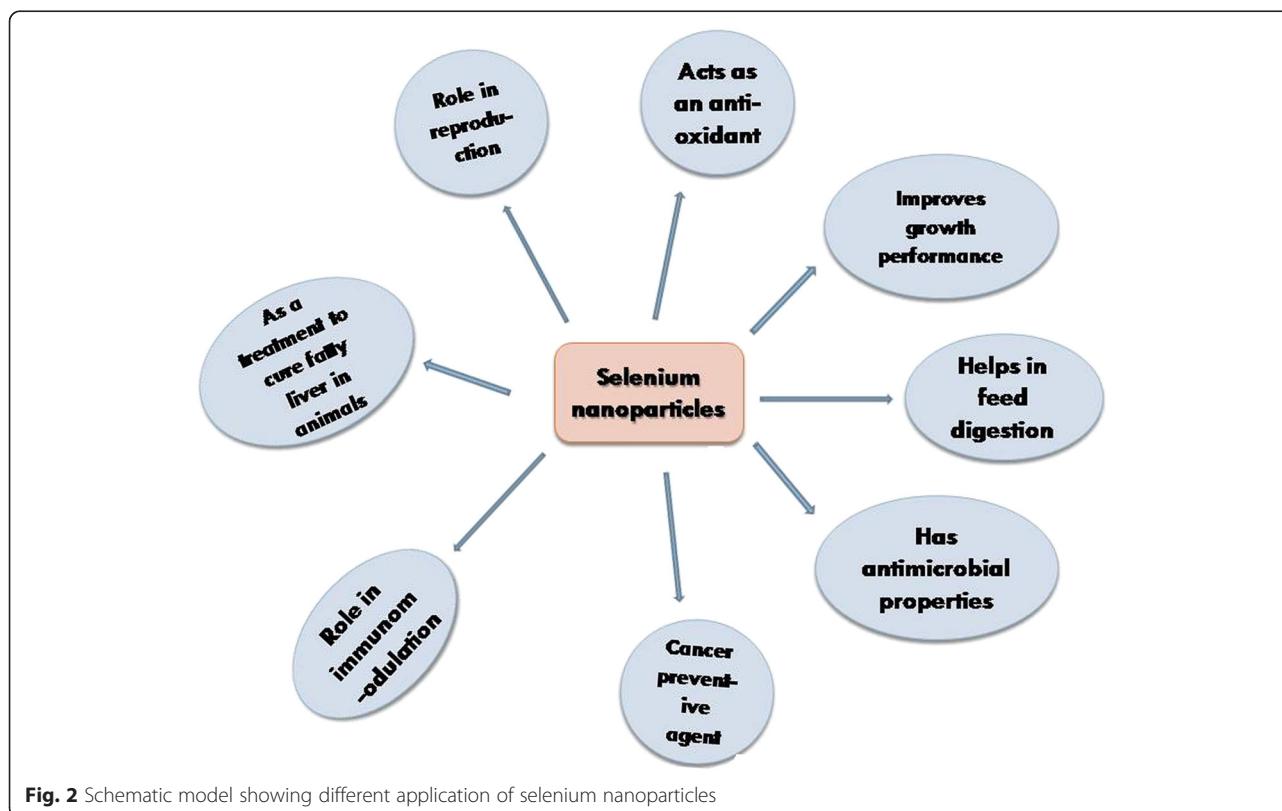 Role in
reprodu-
ction
Acts as
an anti-
oxidant
Improves
growth
performance
Helps in
feed
digestion
Has
antimicrobial
properties
Cancer
prevent-
ive
agent
Role in
immunom
-odulation
As a
treatment to
cure fatty
liver in
animals
Selenium
nanoparticles
Fig. 2 Schematic model showing different application of selenium nanoparticles